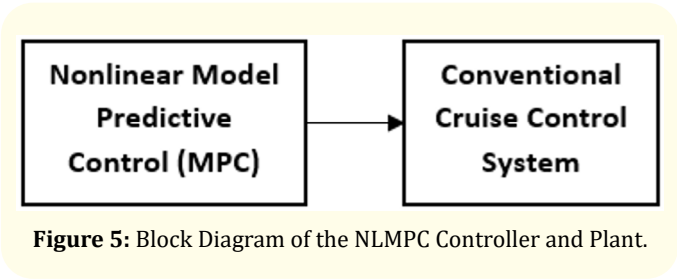 Nonlinear Model
Predictive
Control (MPC)
Conventional
Cruise Control
System
Figure 5: Block Diagram of the NLMPC Controller and Plant.